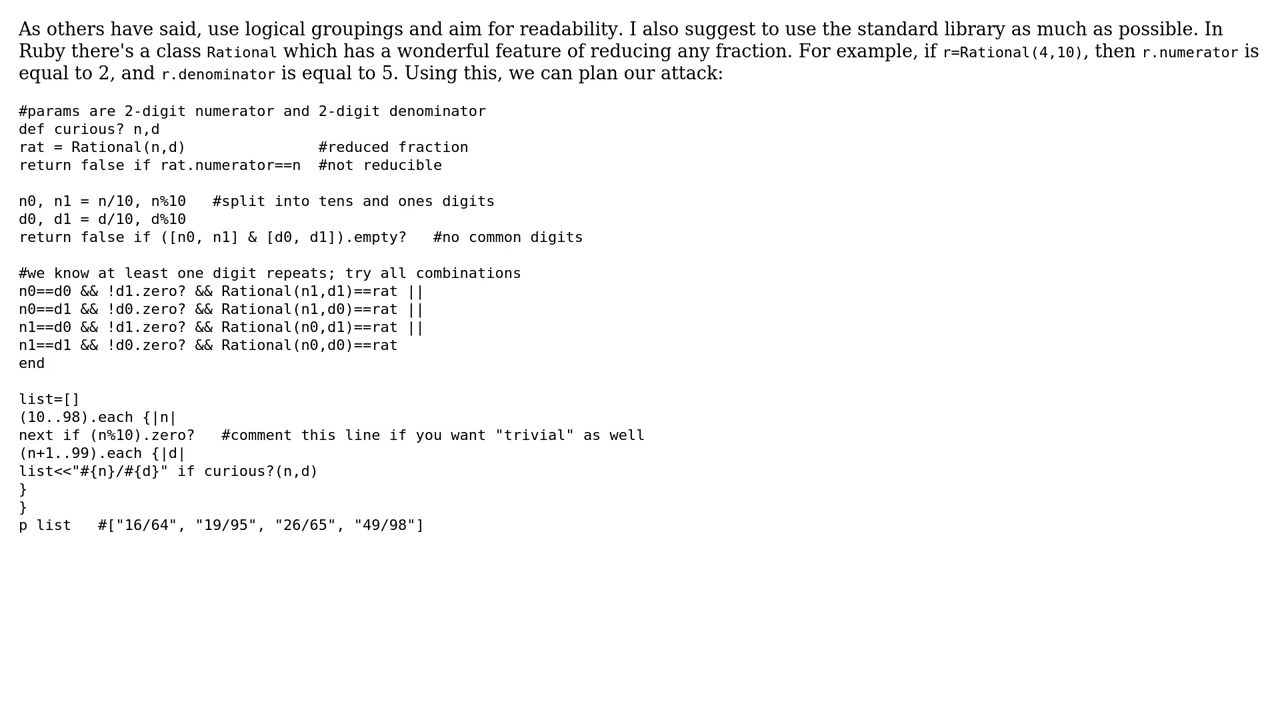 As others have said, use logical groupings and aim for readability. I also suggest to use the standard library as much as possible. In
Ruby there's a class Rational which has a wonderful feature of reducing any fraction. For example, if r=Rational(4,10), then r.numerator is
equal to 2, and r.denominator is equal to 5. Using this, we can plan our attack:
#params are 2-digit numerator and 2-digit denominator
def curious? n,d
rat = Rational(n,d)               #reduced fraction
return false if rat.numerator==n  #not reducible
n0, n1 = n/10, n%10   #split into tens and ones digits
d0, d1 = d/10, d%10
return false if ([n0, n1] & [d0, d1]).empty?   #no common digits
#we know at least one digit repeats; try all combinations
n0==d0 && !d1.zero? && Rational(n1,d1)==rat ||
n0==d1 && !d0.zero? && Rational(n1,d0)==rat ||
n1==d0 && !d1.zero? && Rational(n0,d1)==rat ||
n1==d1 && !d0.zero? && Rational(n0,d0)==rat
end
list=[]
(10..98).each {|n|
next if (n%10).zero?   #comment this line if you want "trivial" as well
(n+1..99).each {|d|
list<<"#{n}/#{d}" if curious?(n,d)
}
}
p list   #["16/64", "19/95", "26/65", "49/98"]